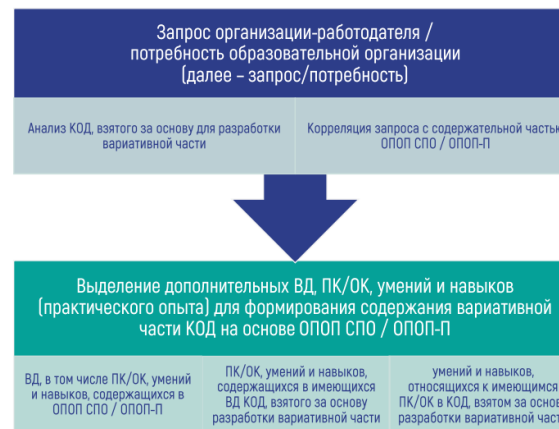 Запрос организации-работодателя /
потребность образовательной организации
(далее – запрос/потребность)
Анализ КОД, взятого за основу для разработки
вариативной части
Корреляция запроса с содержательной частью
ОПОП СПО / ОПОП-П
Выделение дополнительных ВД, ПК/ОК, умений и навыков
(практического опыта) для формирования содержания вариативной
части КОД на основе ОПОП СПО / ОПОП-П
ВД, в том числе ПК/ОК, умений
и навыков, содержащихся в
ОПОП СПО / ОПОП-П
ПК/ОК, умений и навыков,
содержащихся в имеющихся
ВД КОД, взятого за основу
разработки вариативной части
умений и навыков,
относящихся к имеющимся
ПК/ОК в КОД, взятом за основу
разработки вариативной части